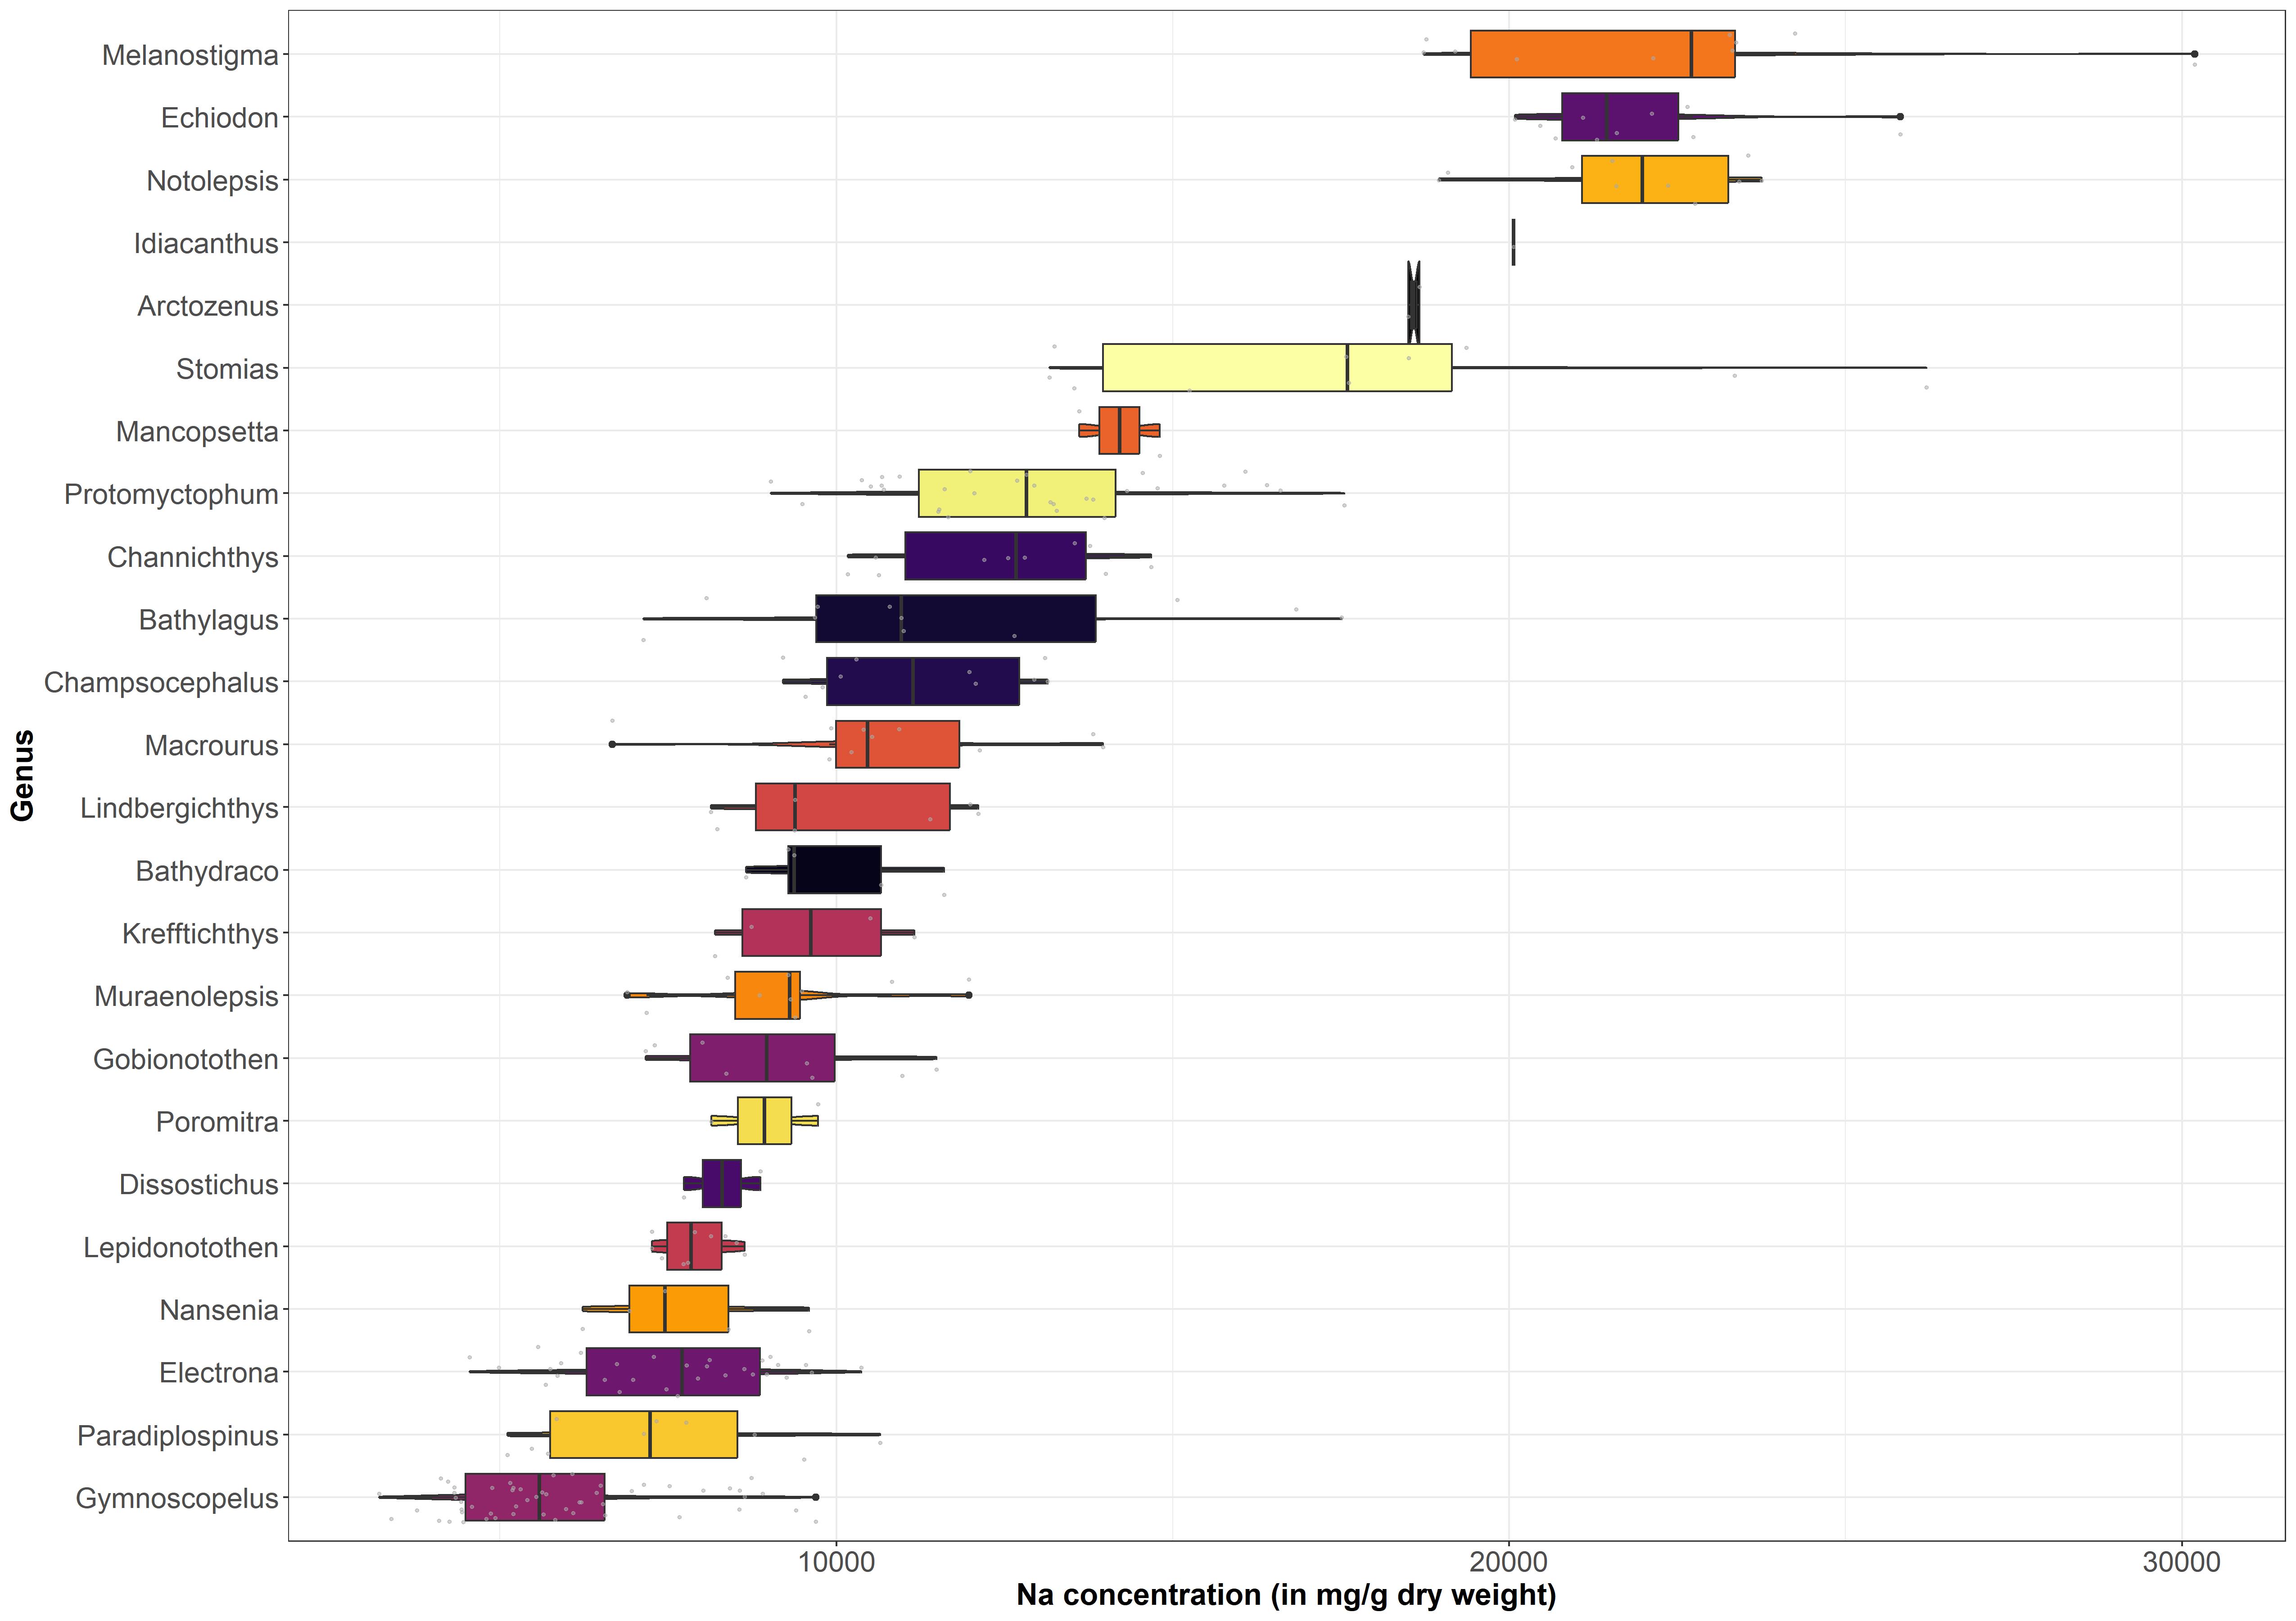 Melanostigma
Echiodon
Notolepsis
Idiacanthus
Arctozenus
Stomias
Mancopsetta
Protomyctophum
Channichthys
Bathylagus
Champsocephalus
Macrourus
Lindbergichthys
Bathydraco
Krefftichthys
Muraenolepsis
Gobionotothen
Poromitra
Dissostichus
Lepidonotothen
Nansenia
Electrona
Paradiplospinus
Gymnoscopelus
Genus
10000 20000 30000
Na concentration (in mg/g dry weight)